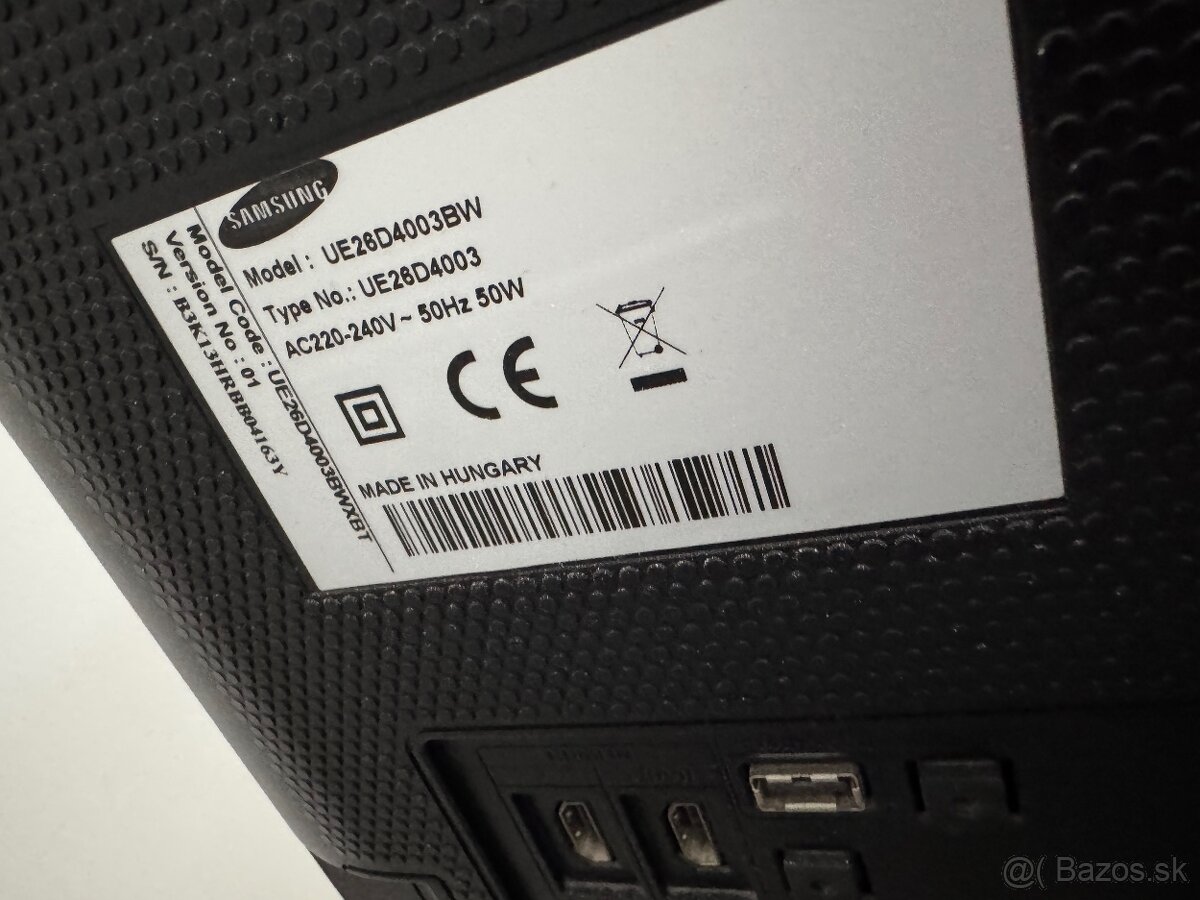 SAMSUNG
Model : UE26D4003BW
Type No.: UE26D4003
AC220-240V ~ 50Hz 50W
CE
MADE IN HUNGARY
Model Code : UE26D4003BWXBT
Version No : 01
S/N : B3K13HRBB04163Y
@( Bazos.sk